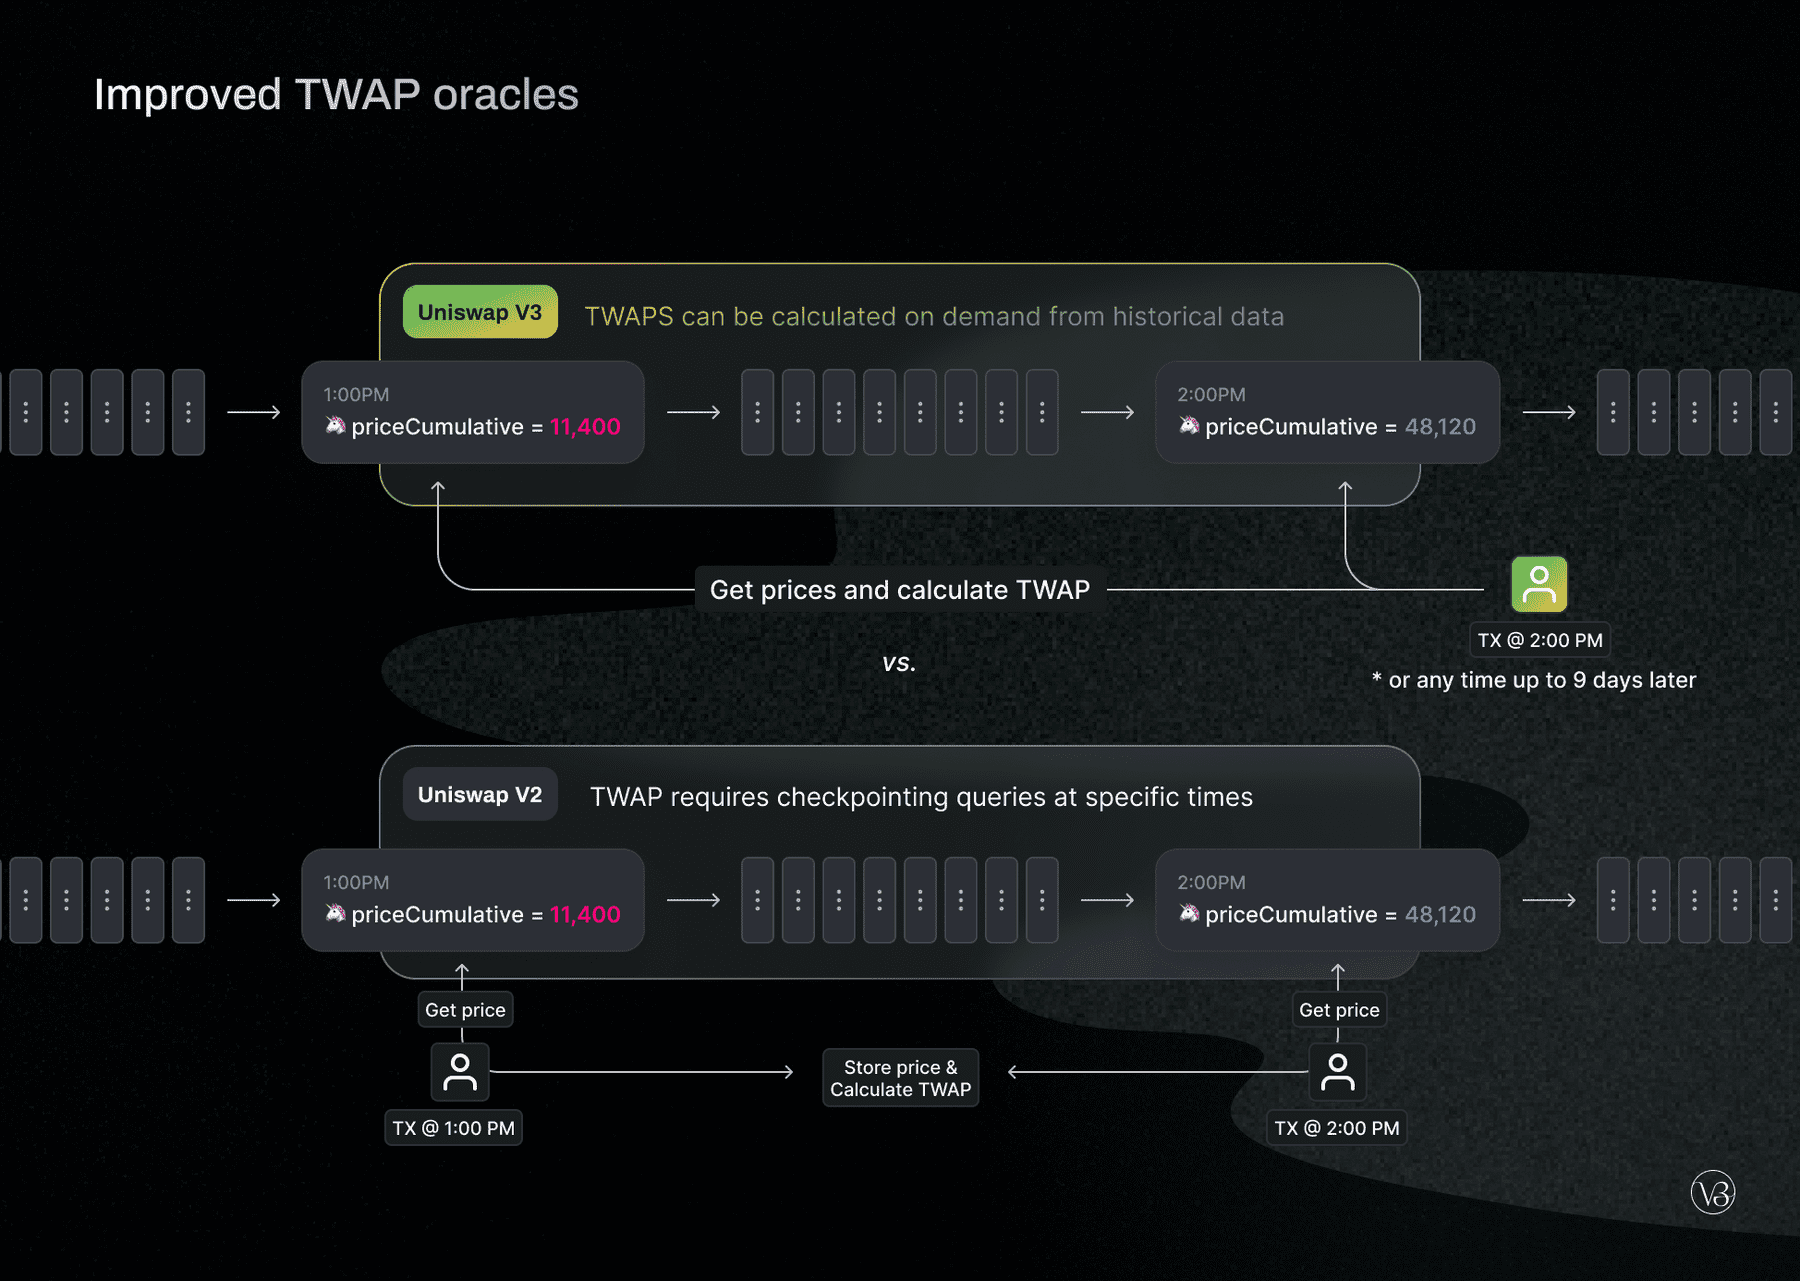 Improved TWAP oracles
Uniswap V3
TWAPS can be calculated on demand from historical data
1:00PM
priceCumulative = 11,400
2:00PM
priceCumulative = 48,120
Get prices and calculate TWAP
TX @ 2:00 PM
* or any time up to 9 days later
vs.
Uniswap V2
TWAP requires checkpointing queries at specific times
1:00PM
priceCumulative = 11,400
2:00PM
priceCumulative = 48,120
Get price
Get price
Store price &
Calculate TWAP
TX @ 1:00 PM
TX @ 2:00 PM
V3